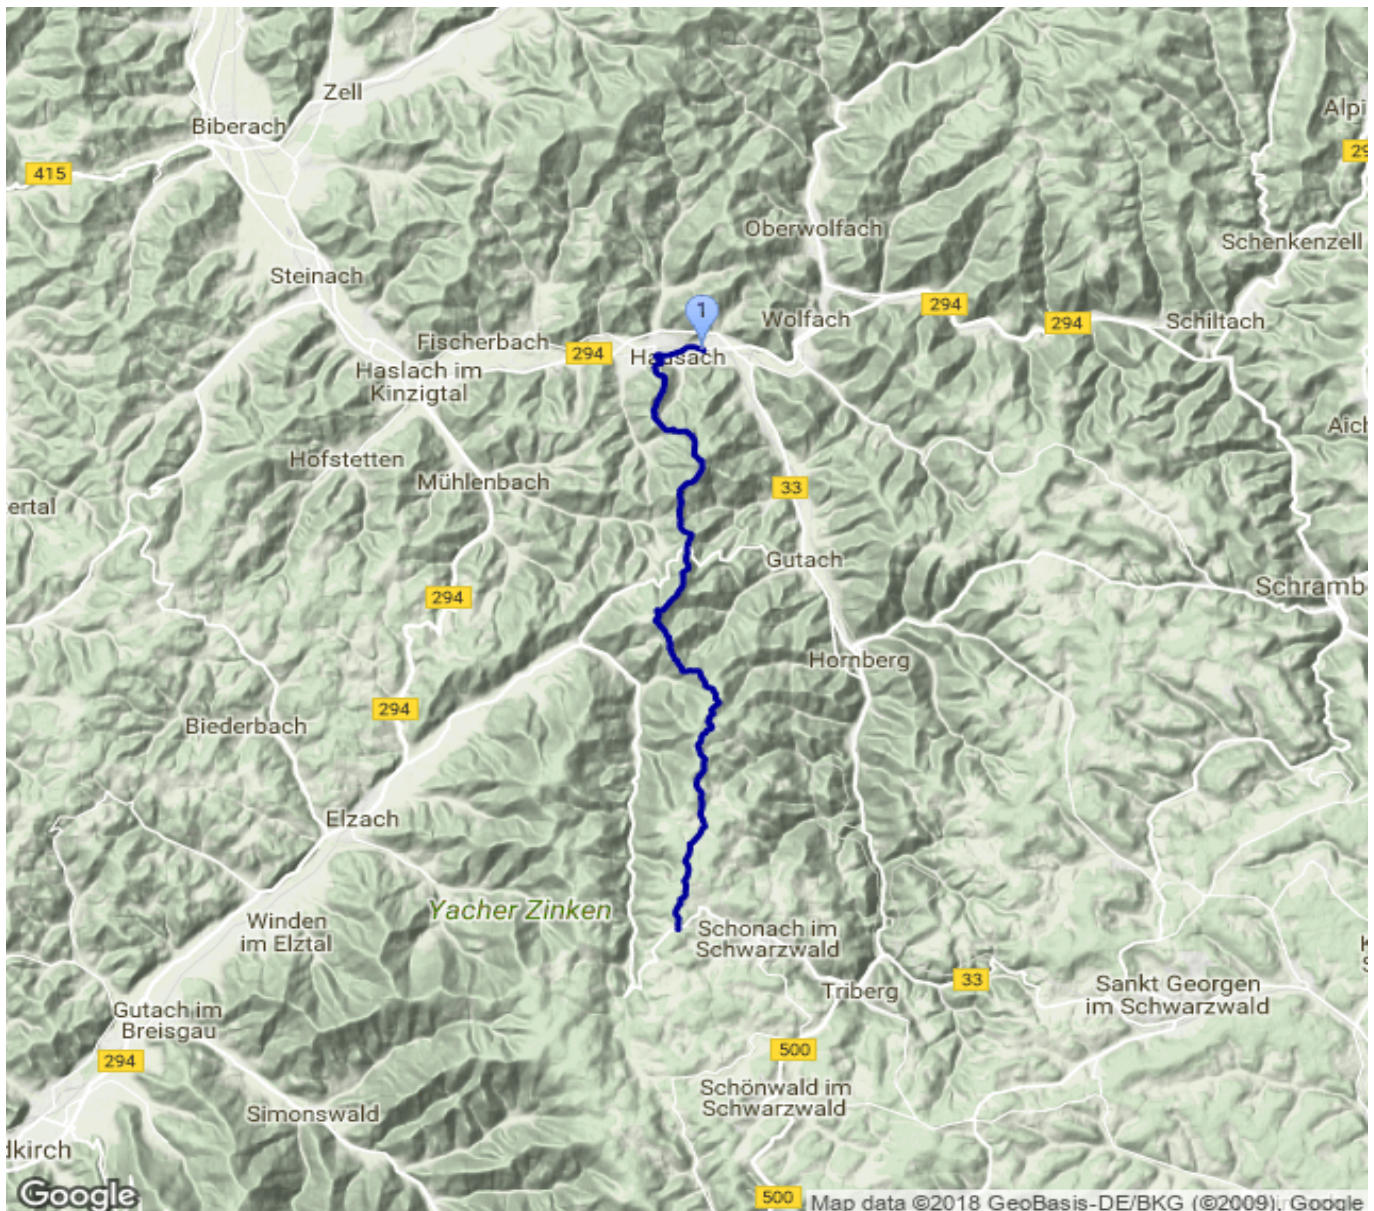 Zell
Alpi
Biberach
29
415
Oberwolfach
Schenkenzell
Steinach
294
1
Wolfach
294
Schiltach
Fischerbach
294
Hausach
Haslach im
Kinzigtal
Aich
Hofstetten
Mühlenbach
33
ertal
Gutach
Schramb
294
Hornberg
294
Biederbach
Elzach
Yacher Zinken
Winden
im Elztal
Schonach im
Schwarzwald
K
S
33
Triberg
Sankt Georgen
im Schwarzwald
Gutach im
Breisgau
294
500
Schönwald im
Schwarzwald
Simonswald
dkirch
Google
500
Map data ©2018 GeoBasis-DE/BKG (©2009), Google